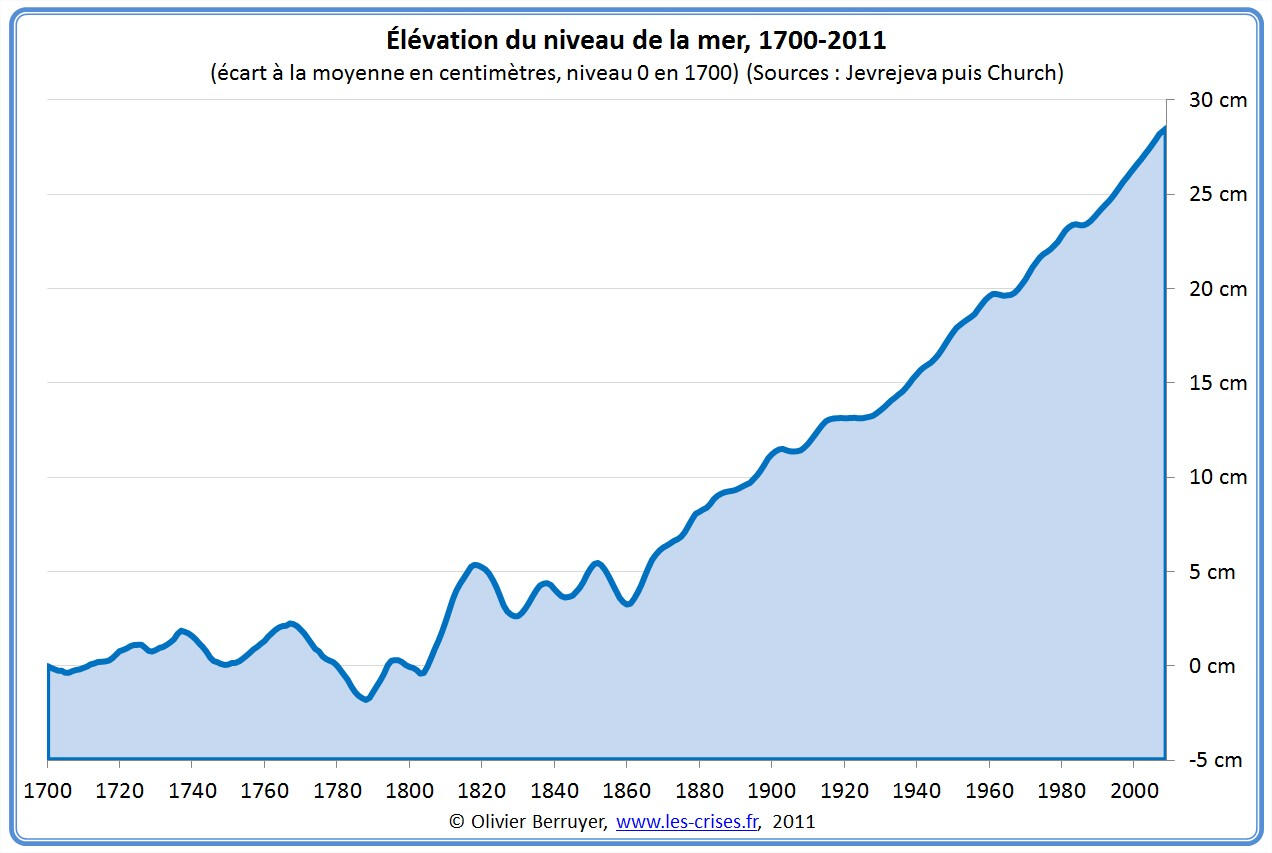 Élévation du niveau de la mer, 1700-2011
(écart à la moyenne en centimètres, niveau 0 en 1700) (Sources : Jevrejeva puis Church)
30 cm
25 cm
20 cm
15 cm
10 cm
5 cm
0 cm
-5 cm
1700 1720 1740 1760 1780 1800 1820 1840 1860 1880 1900 1920 1940 1960 1980 2000
© Olivier Berruyer, www.les-crises.fr, 2011